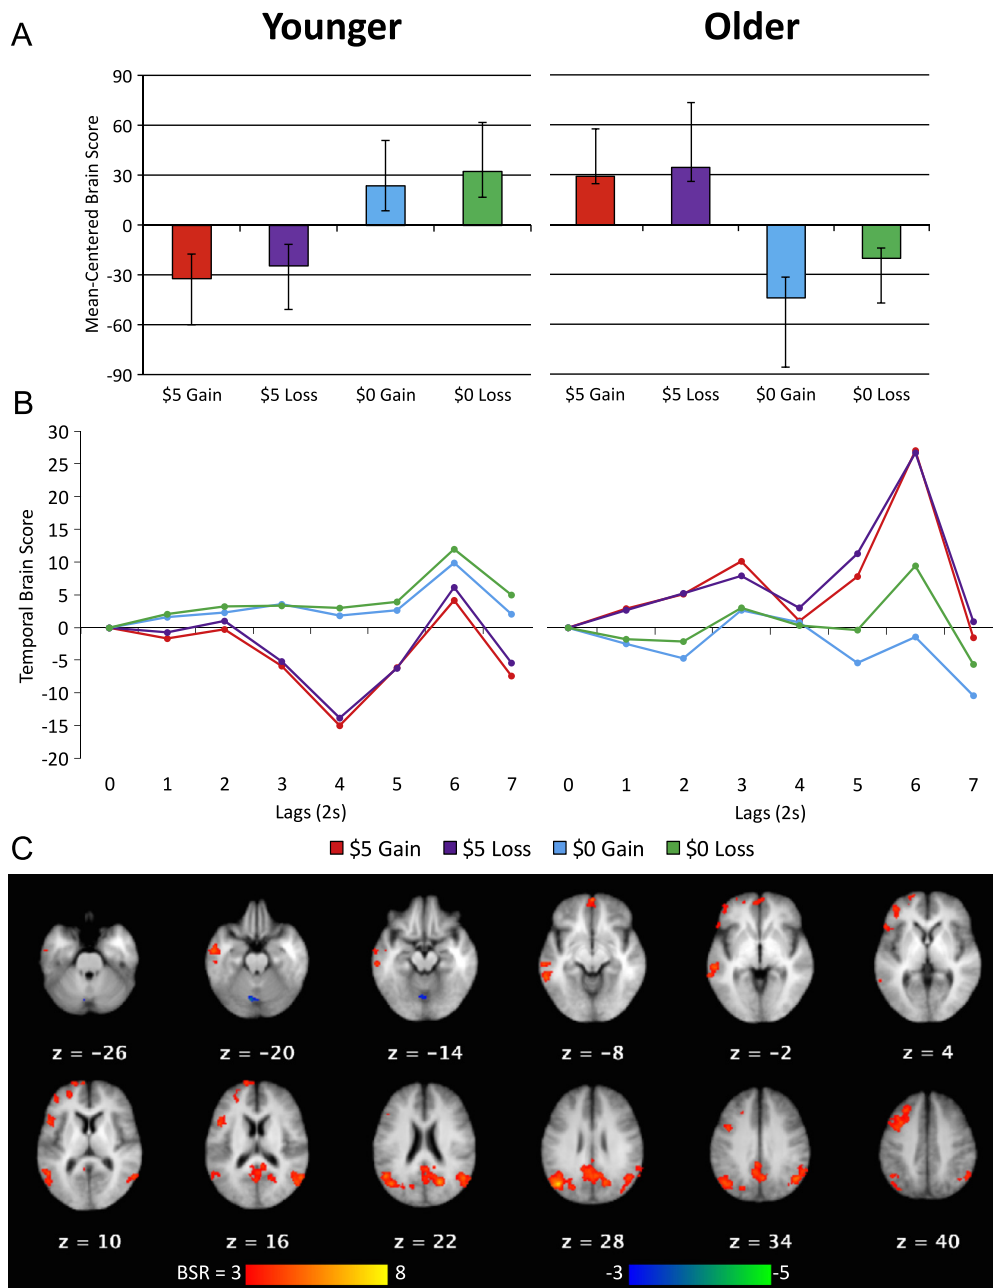 A
Younger
Older
Mean-Centered Brain Score
90
60
30
0
-30
-60
-90
$5 Gain
$5 Loss
$0 Gain
$0 Loss
$5 Gain
$5 Loss
$0 Gain
$0 Loss
B
Temporal Brain Score
30
25
20
15
10
5
0
-5
-10
-15
-20
0 1 2 3 4 5 6 7
0 1 2 3 4 5 6 7
Lags (2s)
Lags (2s)
$5 Gain $5 Loss $0 Gain $0 Loss
C
z = -26 z = -20 z = -14 z = -8 z = -2 z = 4
z = 10 z = 16 z = 22 z = 28 z = 34 z = 40
BSR = 3 8 -3 -5